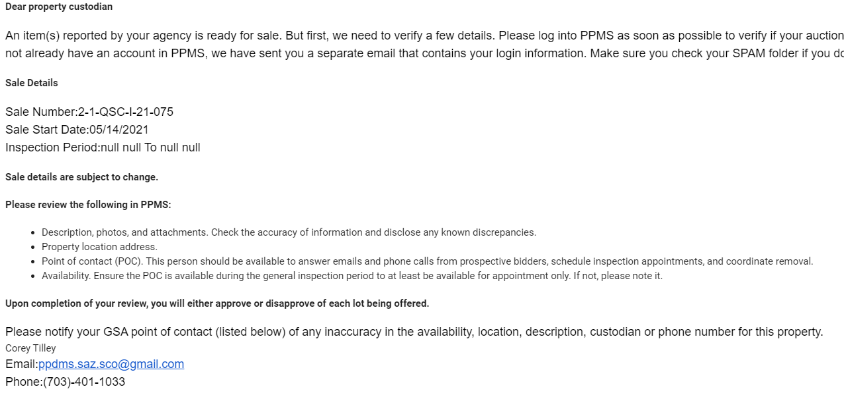 Dear property custodian
An item(s) reported by your agency is ready for sale. But first, we need to verify a few details. Please log into PPMS as soon as possible to verify if your auction
not already have an account in PPMS, we have sent you a separate email that contains your login information. Make sure you check your SPAM folder if you do
Sale Details
Sale Number:2-1-QSC-I-21-075
Sale Start Date:05/14/2021
Inspection Period:null null To null null
Sale details are subject to change.
Please review the following in PPMS:
• Description, photos, and attachments. Check the accuracy of information and disclose any known discrepancies.
• Property location address.
• Point of contact (POC). This person should be available to answer emails and phone calls from prospective bidders, schedule inspection appointments, and coordinate removal.
• Availability. Ensure the POC is available during the general inspection period to at least be available for appointment only. If not, please note it.
Upon completion of your review, you will either approve or disapprove of each lot being offered.
Please notify your GSA point of contact (listed below) of any inaccuracy in the availability, location, description, custodian or phone number for this property.
Corey Tilley
Email:ppdms.saz.sco@gmail.com
Phone:(703)-401-1033